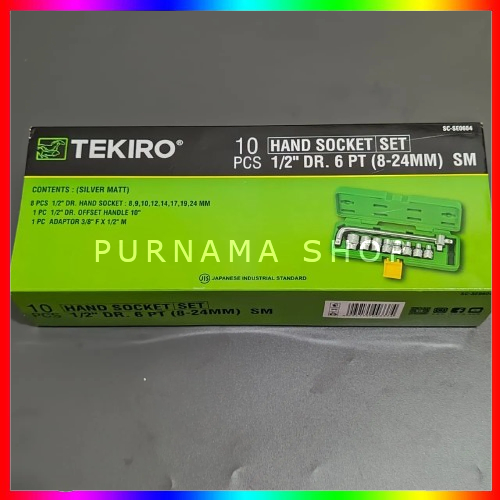 SC-SE0604
TEKIRO®
10 PCS HAND SOCKET SET
1/2" DR. 6 PT (8-24MM) SM
CONTENTS : (SILVER MATT)
8 PCS 1/2" DR. HAND SOCKET : 8,9,10,12,14,17,19,24 MM
1 PC 1/2" DR. OFFSET HANDLE 10"
1 PC ADAPTOR 3/8" F X 1/2" M
PURNAMA SHOP
JIS JAPANESE INDUSTRIAL STANDARD
10 PCS HAND SOCKET SET
1/2" DR. 6 PT (8-24MM) SM